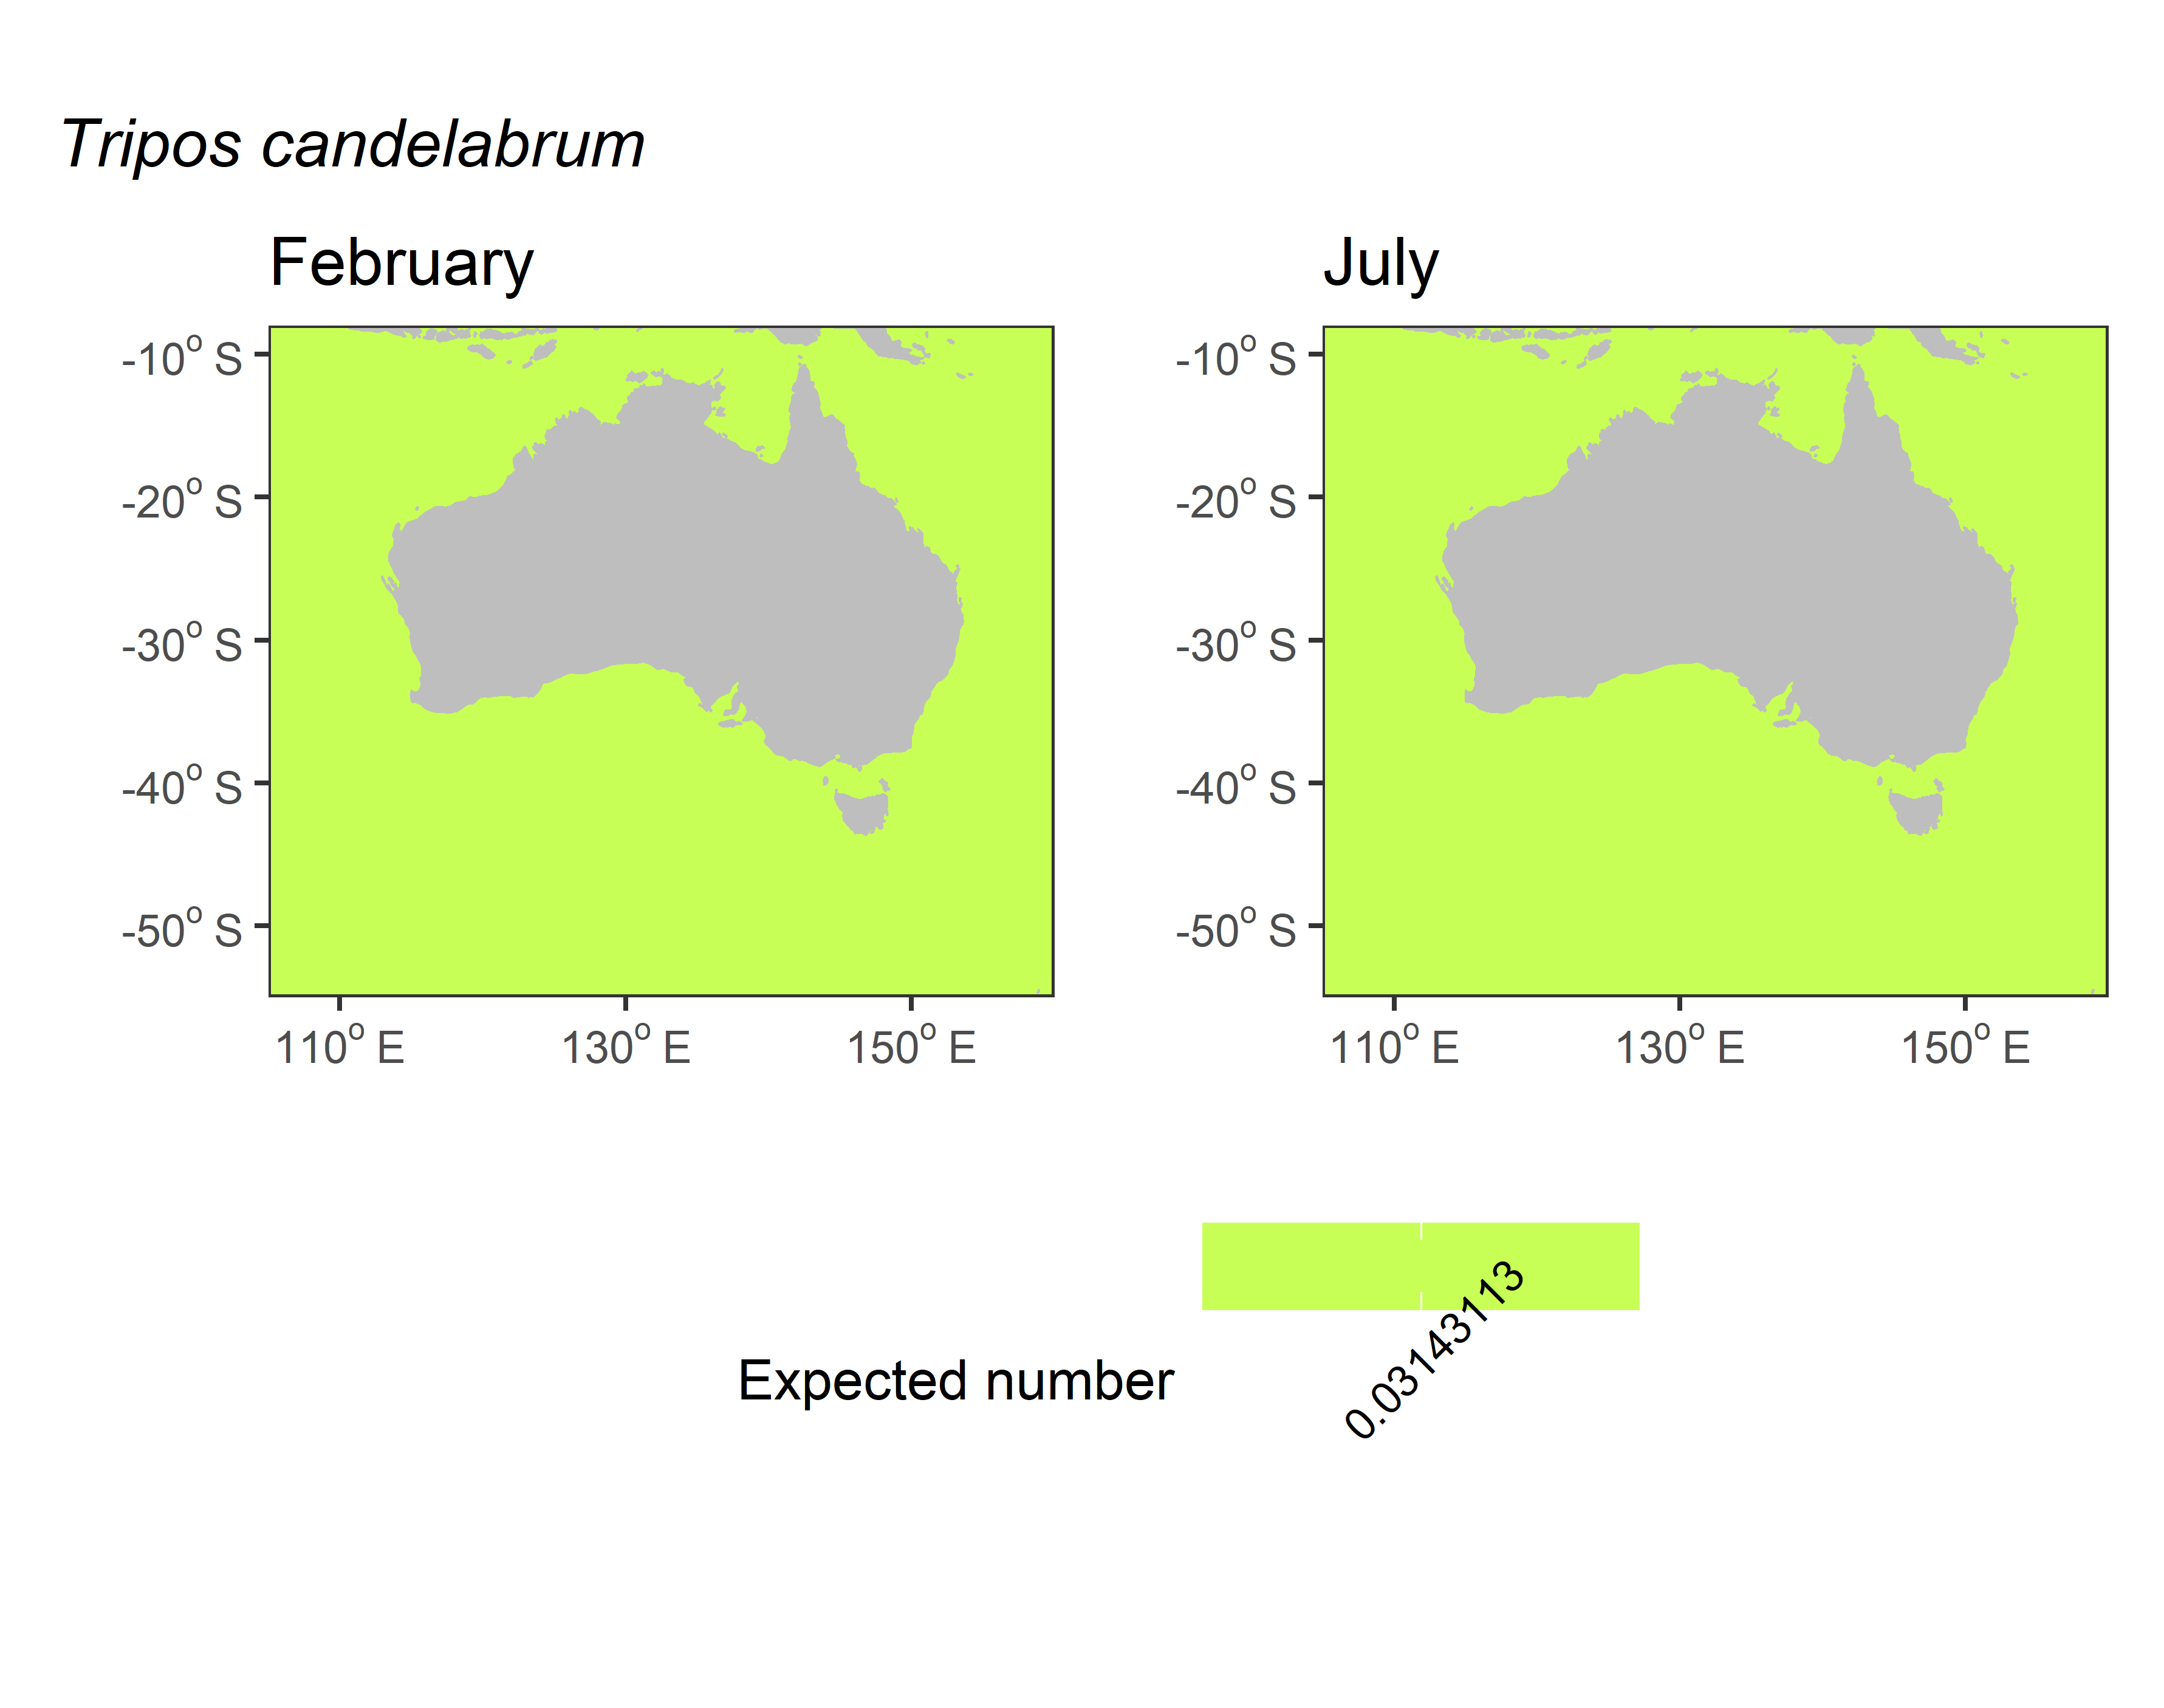 Tripos candelabrum
February
July
-10° S
-20° S
-30° S
-40° S
-50° S
110° E
130° E
150° E
-10° S
-20° S
-30° S
-40° S
-50° S
110° E
130° E
150° E
Expected number
0.03143113